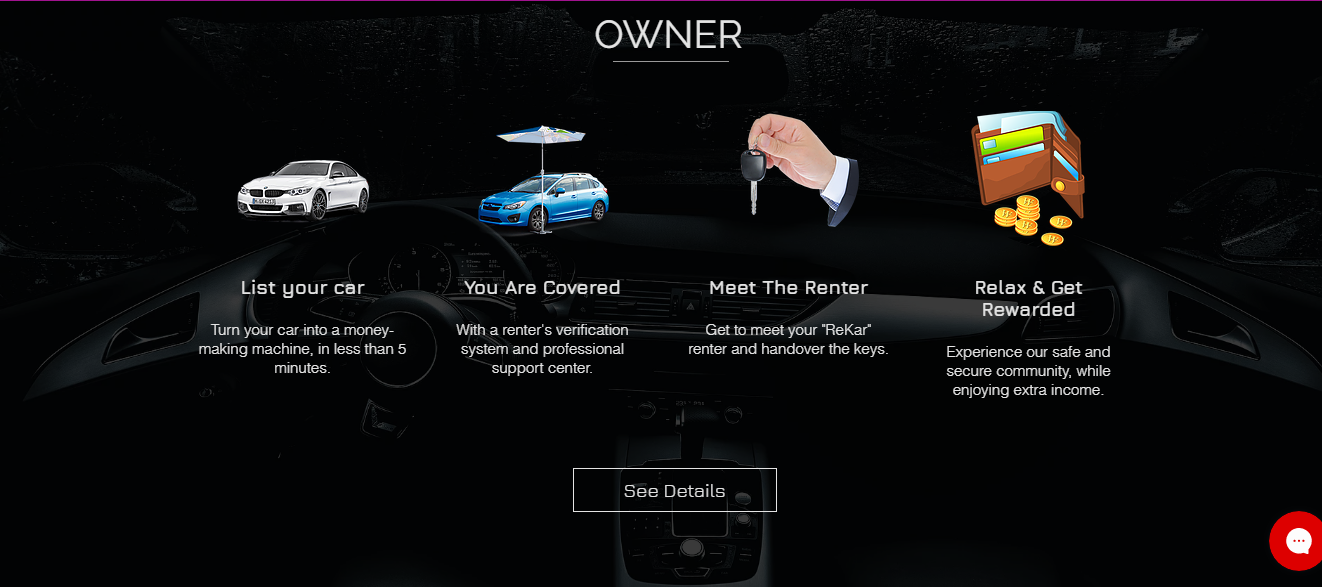 OWNER
List your car
Turn your car into a money-
making machine, in less than 5
minutes.
You Are Covered
With a renter's verification
system and professional
support center.
Meet The Renter
Get to meet your "ReKar"
renter and handover the keys.
Relax & Get
Rewarded
Experience our safe and
secure community, while
enjoying extra income.
See Details